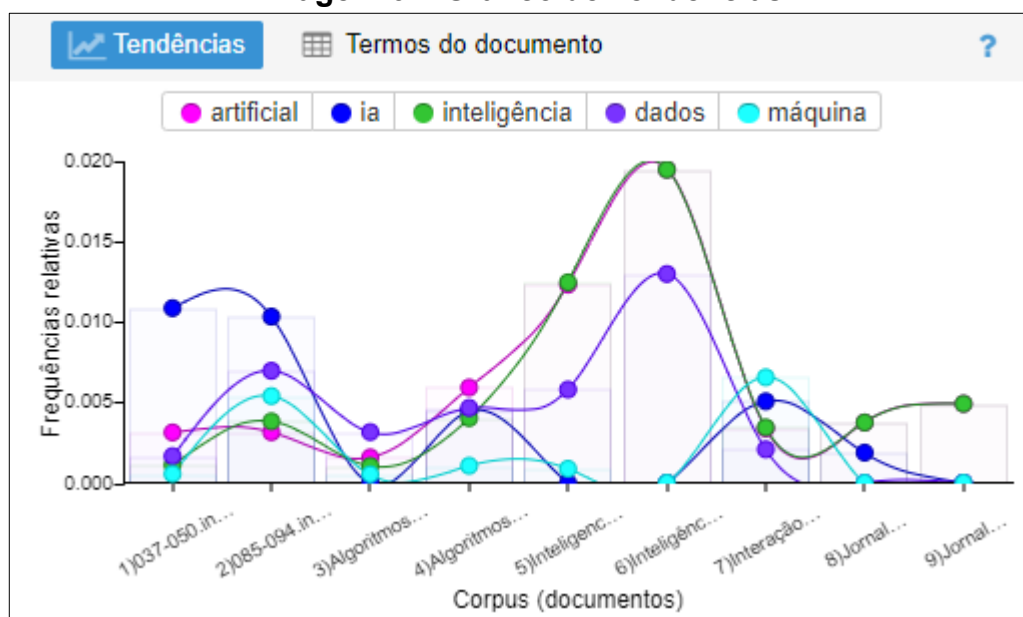 Tendências Termos do documento ?
artificial ia inteligência dados máquina
Frequências relativas
0.020
0.015
0.010
0.005
0.000
1)037-050.in... 2)085-094.in... 3)Algoritmos... 4)Algoritmos... 5)Inteligenc... 6)Inteligênc... 7)Interação... 8)Jornal... 9)Jornal...
Corpus (documentos)